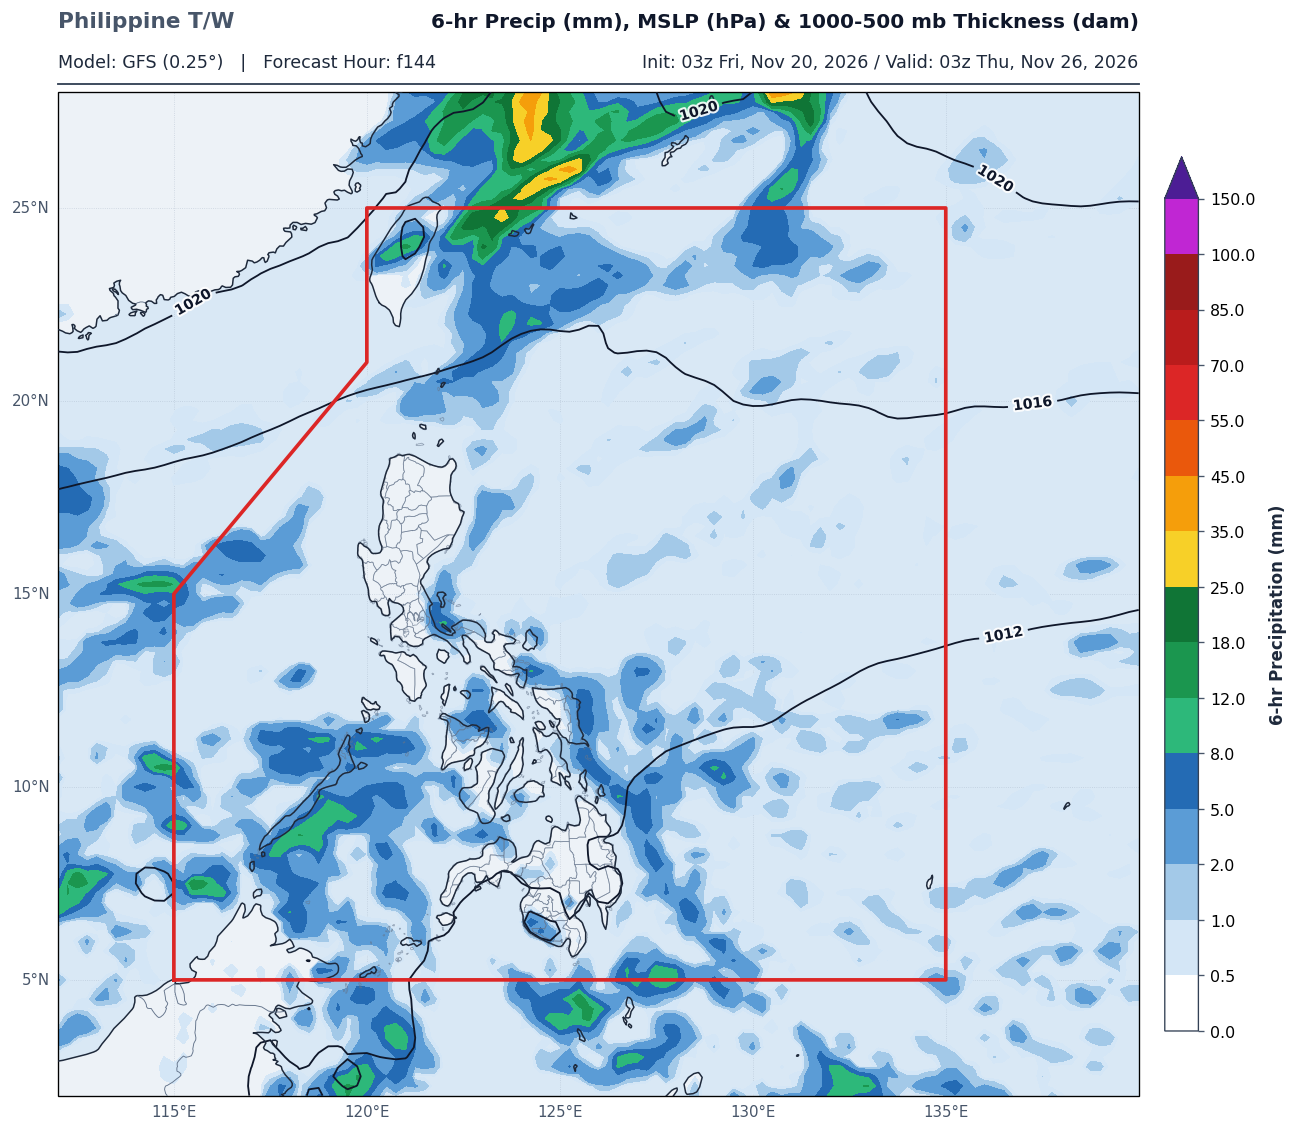 Philippine T/W
6-hr Precip (mm), MSLP (hPa) & 1000-500 mb Thickness (dam)
Model: GFS (0.25°) | Forecast Hour: f144
Init: 03z Fri, Nov 20, 2026 / Valid: 03z Thu, Nov 26, 2026
1020
1020
1020
1016
1012
25°N
20°N
15°N
10°N
5°N
115°E
120°E
125°E
130°E
135°E
150.0
100.0
85.0
70.0
55.0
45.0
35.0
25.0
18.0
12.0
8.0
5.0
2.0
1.0
0.5
0.0
6-hr Precipitation (mm)